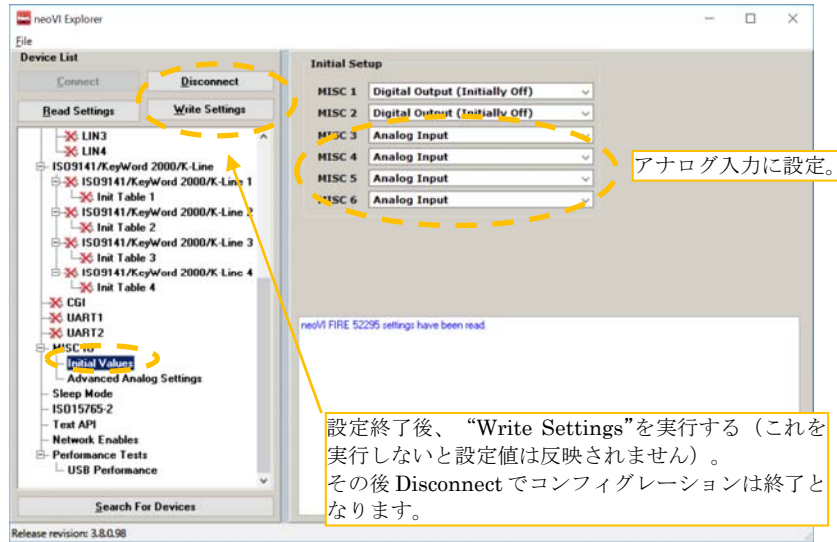 neoVI Explorer
File
Device List
Connect
Disconnect
Read Settings
Write Settings
LIN3
LIN4
ISO9141/KeyWord 2000/K-Line
ISO9141/KeyWord 2000/K-Line 1
Init Table 1
ISO9141/KeyWord 2000/K-Line 2
Init Table 2
ISO9141/KeyWord 2000/K-Line 3
Init Table 3
ISO9141/KeyWord 2000/K-Line 4
Init Table 4
CGI
UART1
UART2
MISC IO
Initial Values
Advanced Analog Settings
Sleep Mode
ISO15765-2
Text API
Network Enables
Performance Tests
USB Performance
Search For Devices
Release revision: 3.8.0.98
Initial Setup
MISC 1 Digital Output (Initially Off)
MISC 2 Digital Output (Initially Off)
MISC 3 Analog Input
MISC 4 Analog Input
MISC 5 Analog Input
MISC 6 Analog Input
アナログ入力に設定。
neoVI FIRE 52295 settings have been read.
設定終了後、 “Write Settings”を実行する（これを
実行しないと設定値は反映されません）。
その後 Disconnect でコンフィグレーションは終了と
なります。